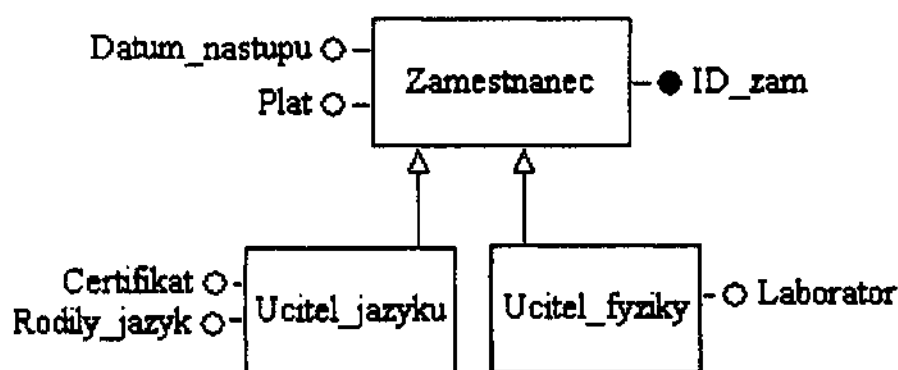 Datum_nastupu
Plat
Zamestnanec
ID_zam
Certifikat
Rodily_jazyk
Ucitel_jazyku
Ucitel_fyziky
Laborator